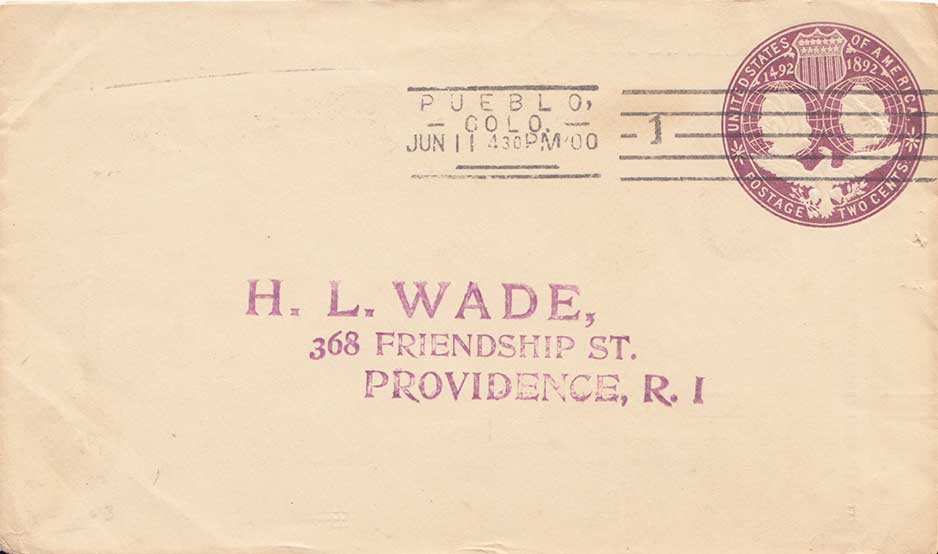 UNITED STATES OF AMERICA
1492 1892
POSTAGE TWO CENTS
PUEBLO,
— COLO. —
JUN 11 430PM '00
1
H. L. WADE,
368 FRIENDSHIP ST.
PROVIDENCE, R. I